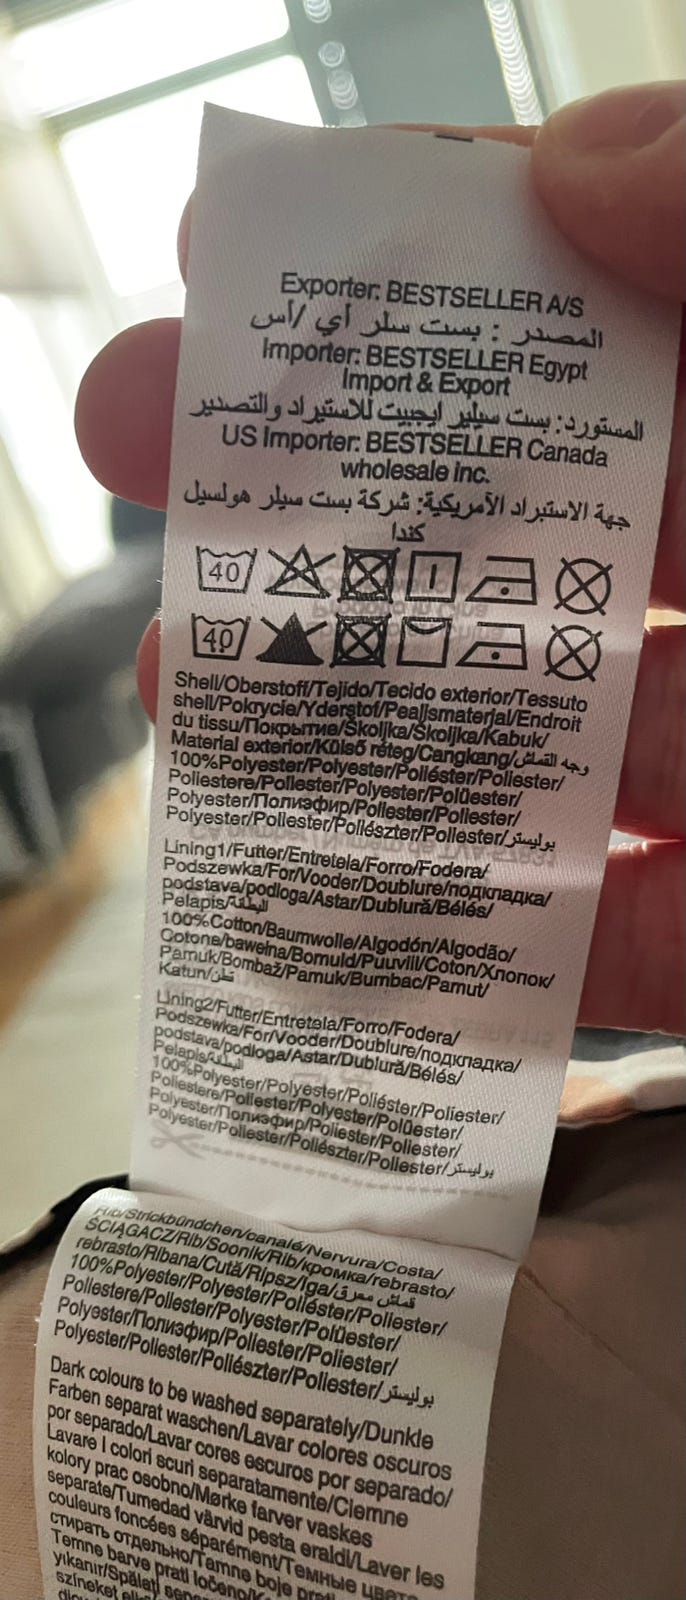 Exporter: BESTSELLER A/S
المصدر : بست سلر أي /أس
Importer: BESTSELLER Egypt
Import & Export
المستورد: بست سيلير ايجيبت للاستيراد والتصدير
US Importer: BESTSELLER Canada
wholesale inc.
جهة الاستيراد الأمريكية: شركة بست سيلر هولسيل
كندا
40
40
Shell/Oberstoff/Tejido/Tecido exterior/Tessuto
shell/Pokrycie/Yderstof/Pealismaterjal/Endroit
du tissu/Покрытие/Školjka/Školjka/Kabuk/
Material exterior/Külső réteg/Cangkang/وجه القماش
100%Polyester/Polyester/Poliéster/Poliester/
Poliestere/Poliester/Polyester/Polüester/
Polyester/Полиэфир/Poliester/Poliester/
Polyester/Poliester/Poliészter/Poliester/بوليستر
Lining1/Futter/Entretela/Forro/Fodera/
Podszewka/For/Vooder/Doublure/подкладка/
podstava/podloga/Astar/Dublură/Bélés/
Pelapis/البطانة
100%Cotton/Baumwolle/Algodón/Algodão/
Cotone/bawełna/Bomuld/Puuvill/Coton/Хлопок/
Pamuk/Bombaž/Pamuk/Bumbac/Pamut/
Katun/قطن
Lining2/Futter/Entretela/Forro/Fodera/
Podszewka/For/Vooder/Doublure/подкладка/
podstava/podloga/Astar/Dublură/Bélés/
Pelapis/البطانة
100%Polyester/Polyester/Poliéster/Poliester/
Poliestere/Poliester/Polyester/Polüester/
Polyester/Полиэфир/Poliester/Poliester/
Polyester/Poliester/Poliészter/Poliester/بوليستر
Rib/Strickbündchen/canalé/Nervura/Costa/
ŚCIĄGACZ/Rib/Soonik/Rib/кромка/rebrasto/
rebrasto/Ribana/Cută/Ripsz/Iga/قماش معرق
100%Polyester/Polyester/Poliéster/Poliester/
Poliestere/Poliester/Polyester/Polüester/
Polyester/Полиэфир/Poliester/Poliester/
Polyester/Poliester/Poliészter/Poliester/بوليستر
Dark colours to be washed separately/Dunkle
Farben separat waschen/Lavar colores oscuros
por separado/Lavar cores escuros por separado/
Lavare i colori scuri separatamente/Ciemne
kolory prac osobno/Mørke farver vaskes
separate/Tumedad värvid pesta eraldi/Laver les
couleurs foncées séparément/Темные цвета
стирать отдельно/Tamne boje prati
Temne barve prati ločeno/
yıkanır/Spălați
színeket